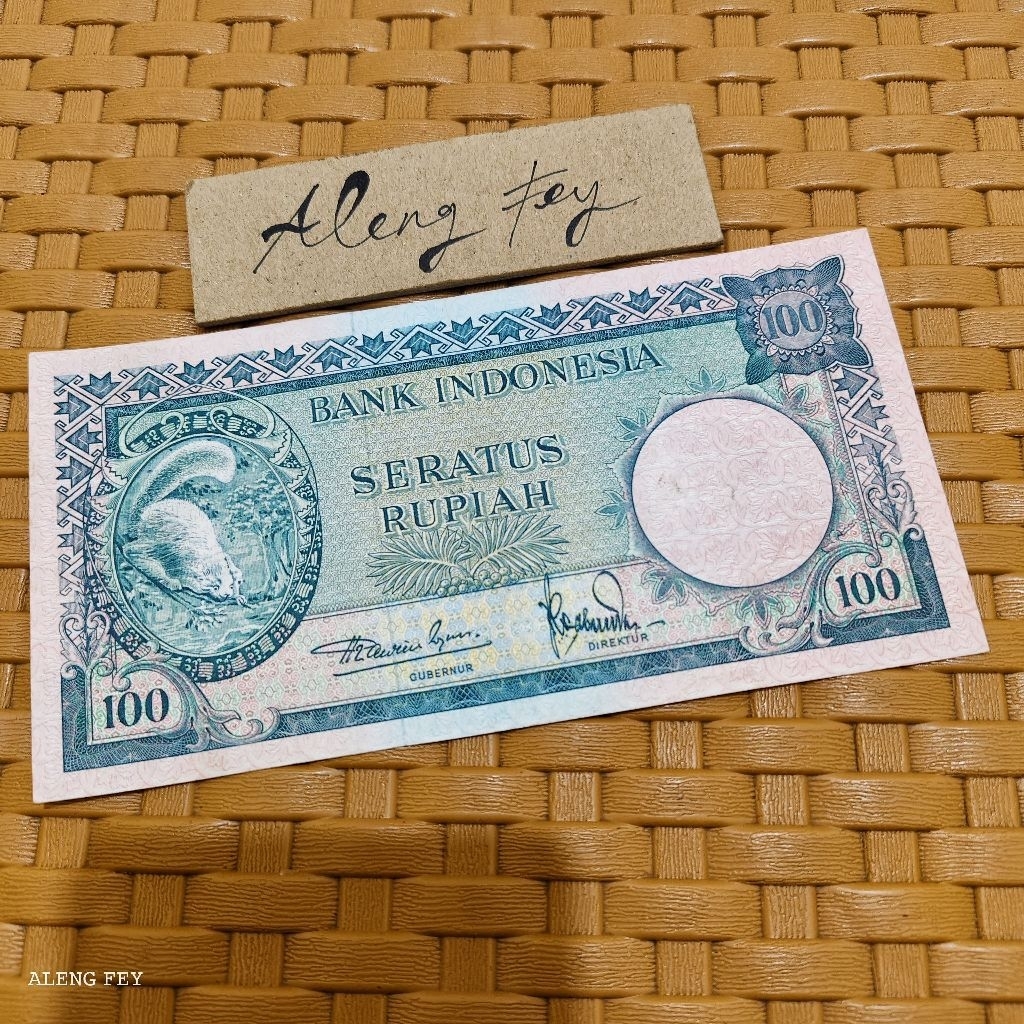 Aleng Fey
100
BANK INDONESIA
SERATUS
RUPIAH
100
GUBERNUR
DIREKTUR
100
ALENG FEY